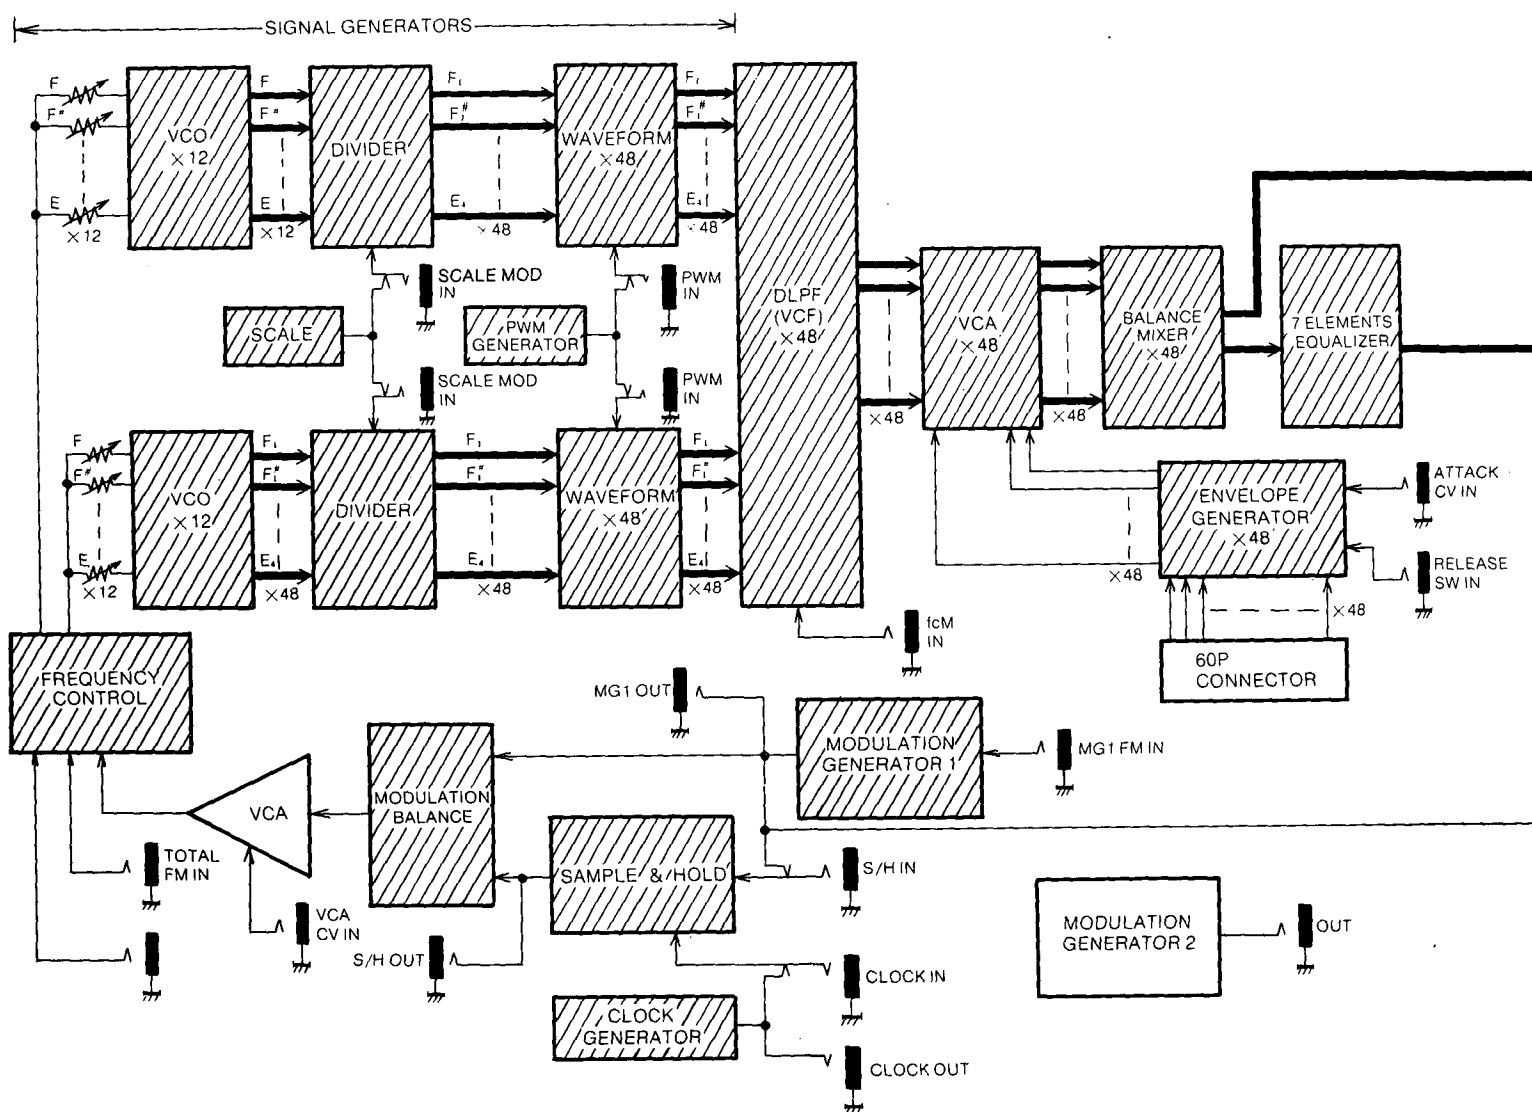 SIGNAL GENERATORS
F
F#
E
×12
VCO
×12
F
F#
E
×12
DIVIDER
F₁
F₁#
E₄
×48
WAVEFORM
×48
F₁
F₁#
E₄
×48
SCALE
SCALE MOD
IN
SCALE MOD
IN
PWM
GENERATOR
PWM
IN
PWM
IN
DLPF
(VCF)
×48
×48
VCA
×48
×48
BALANCE
MIXER
×48
7 ELEMENTS
EQUALIZER
F
F#
E
×12
VCO
×12
F₁
F₁#
E₄
×48
DIVIDER
F₁
F₁#
E₄
×48
WAVEFORM
×48
F₁
F₁#
E₄
×48
×48
ENVELOPE
GENERATOR
×48
ATTACK
CV IN
RELEASE
SW IN
×48
60P
CONNECTOR
fcM
IN
FREQUENCY
CONTROL
MG1 OUT
MODULATION
GENERATOR 1
MG1 FM IN
MODULATION
BALANCE
VCA
TOTAL
FM IN
VCA
CV IN
SAMPLE & HOLD
S/H IN
S/H OUT
CLOCK IN
CLOCK
GENERATOR
CLOCK OUT
MODULATION
GENERATOR 2
OUT